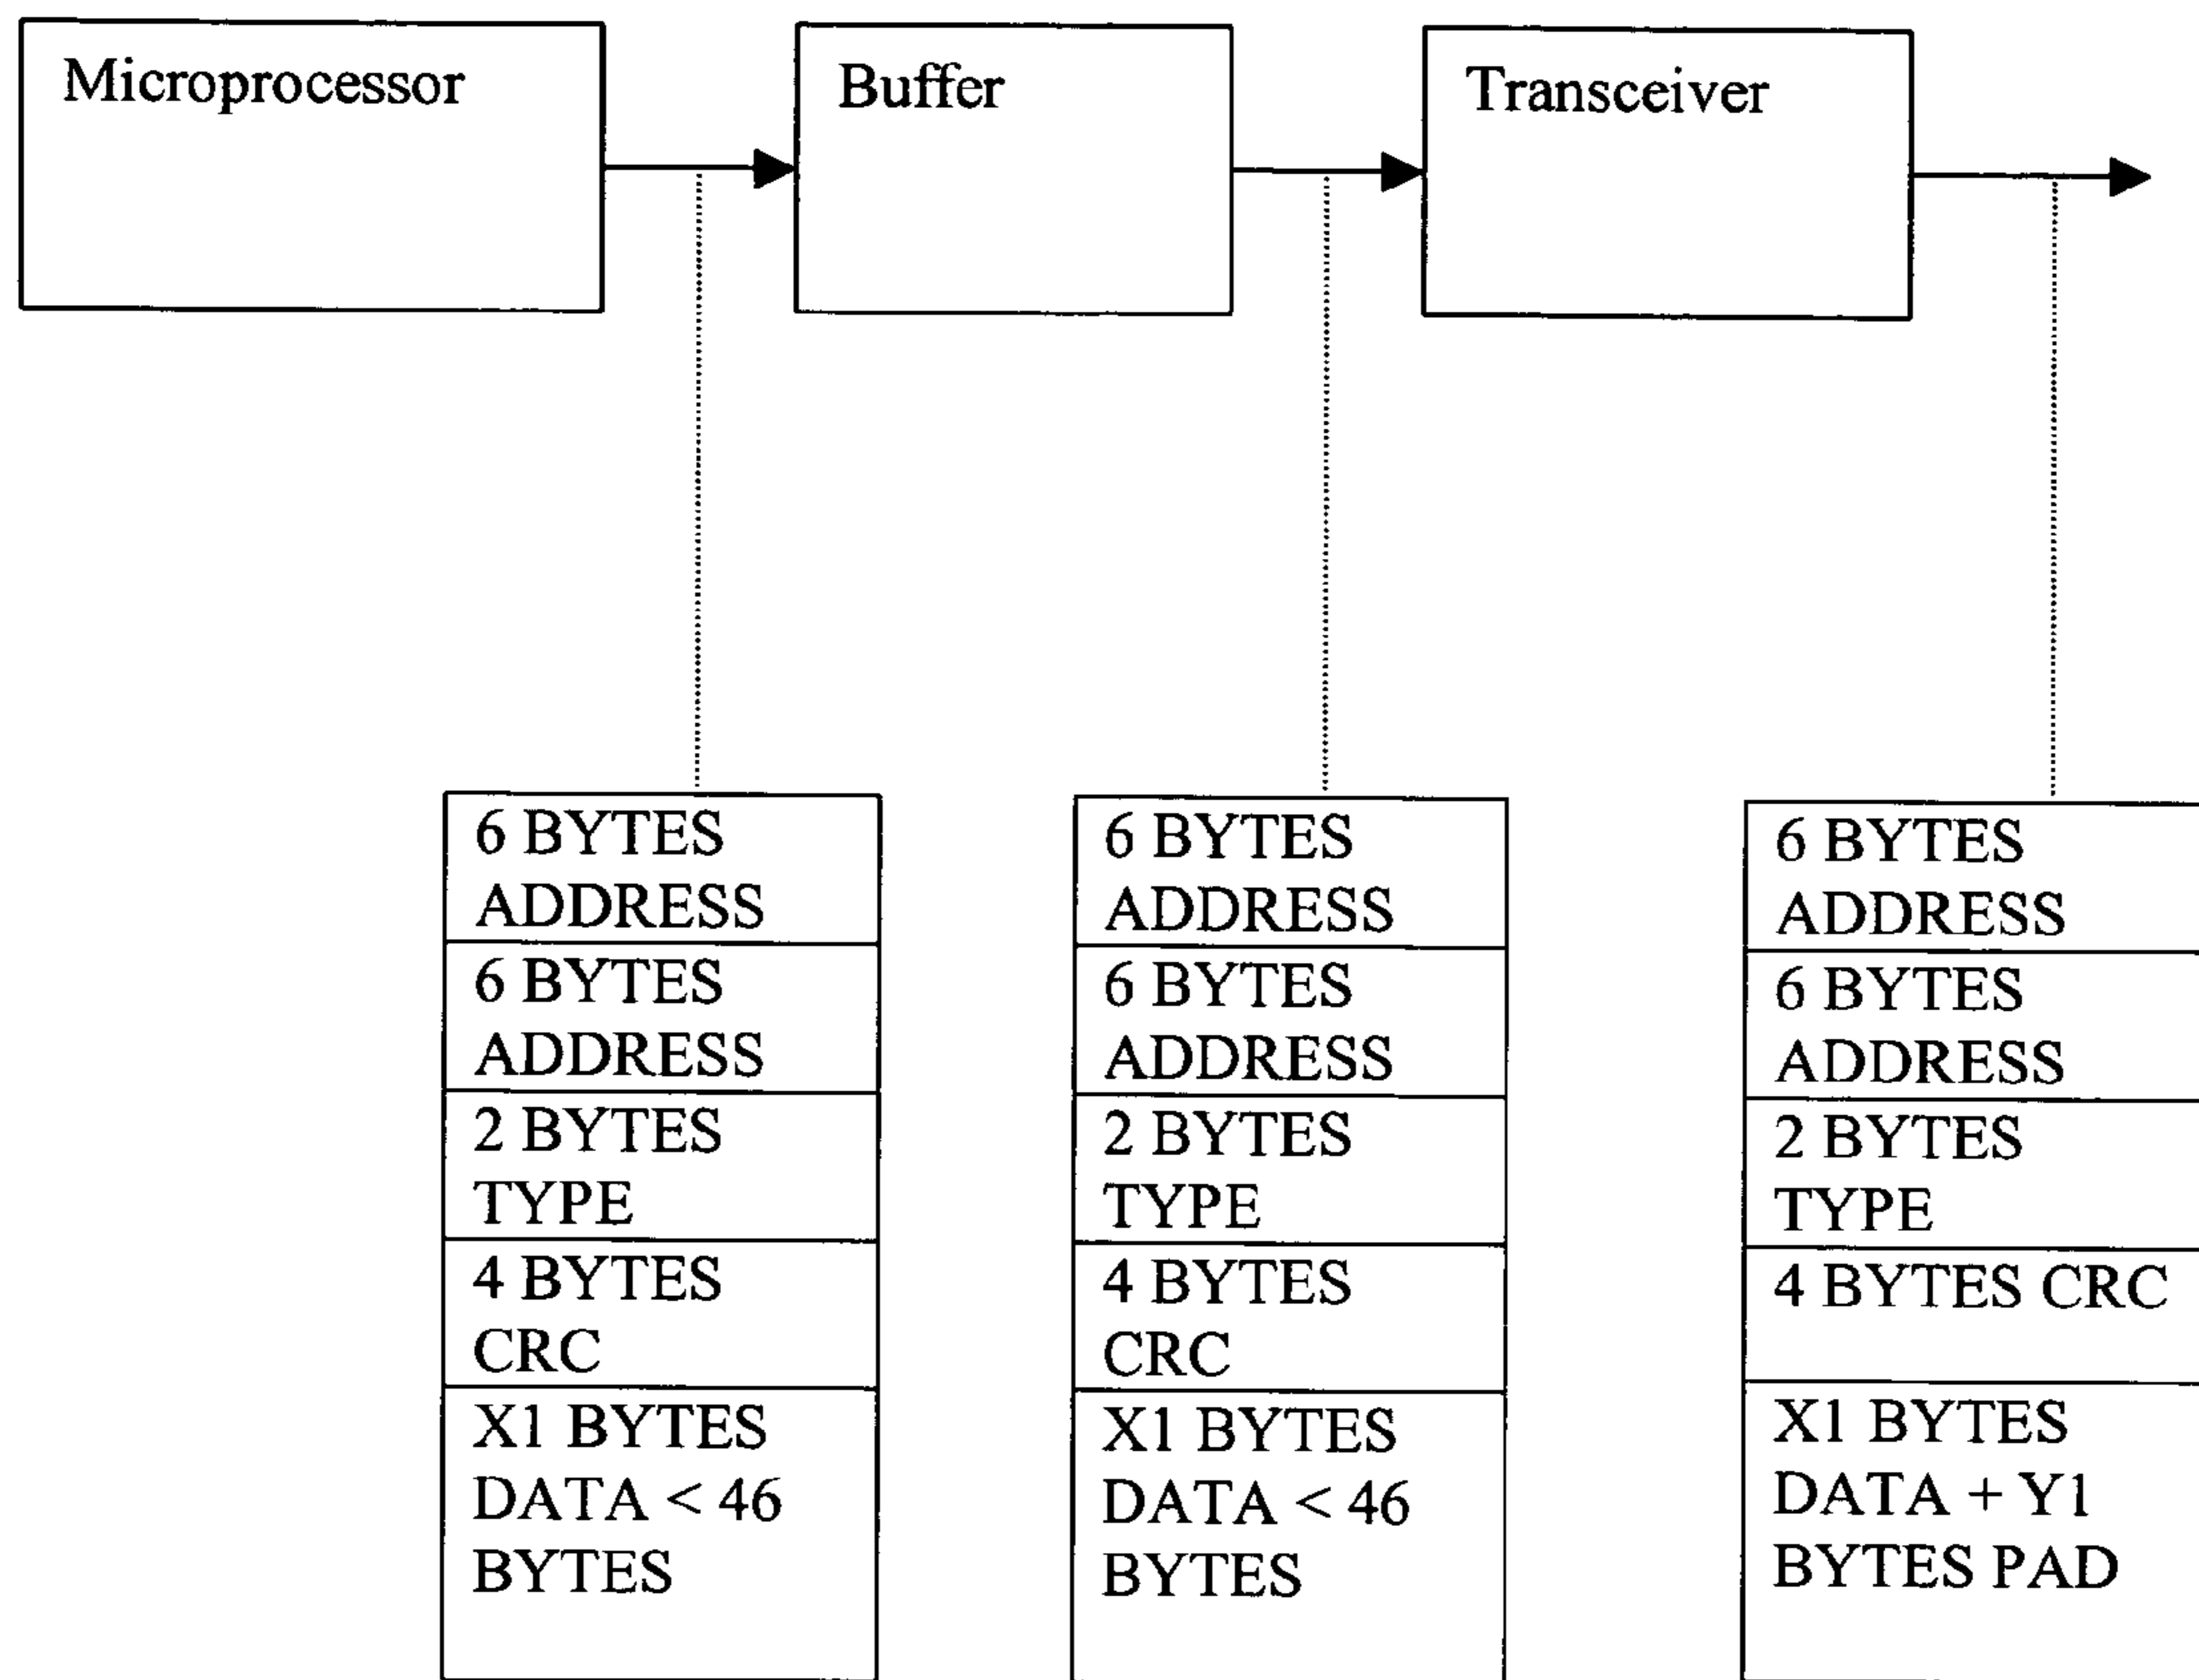 Microprocessor
Buffer
Transceiver
6 BYTES
ADDRESS
6 BYTES
ADDRESS
2 BYTES
TYPE
4 BYTES
CRC
X1 BYTES
DATA < 46
BYTES
6 BYTES
ADDRESS
6 BYTES
ADDRESS
2 BYTES
TYPE
4 BYTES
CRC
X1 BYTES
DATA < 46
BYTES
6 BYTES
ADDRESS
6 BYTES
ADDRESS
2 BYTES
TYPE
4 BYTES CRC
X1 BYTES
DATA + Y1
BYTES PAD